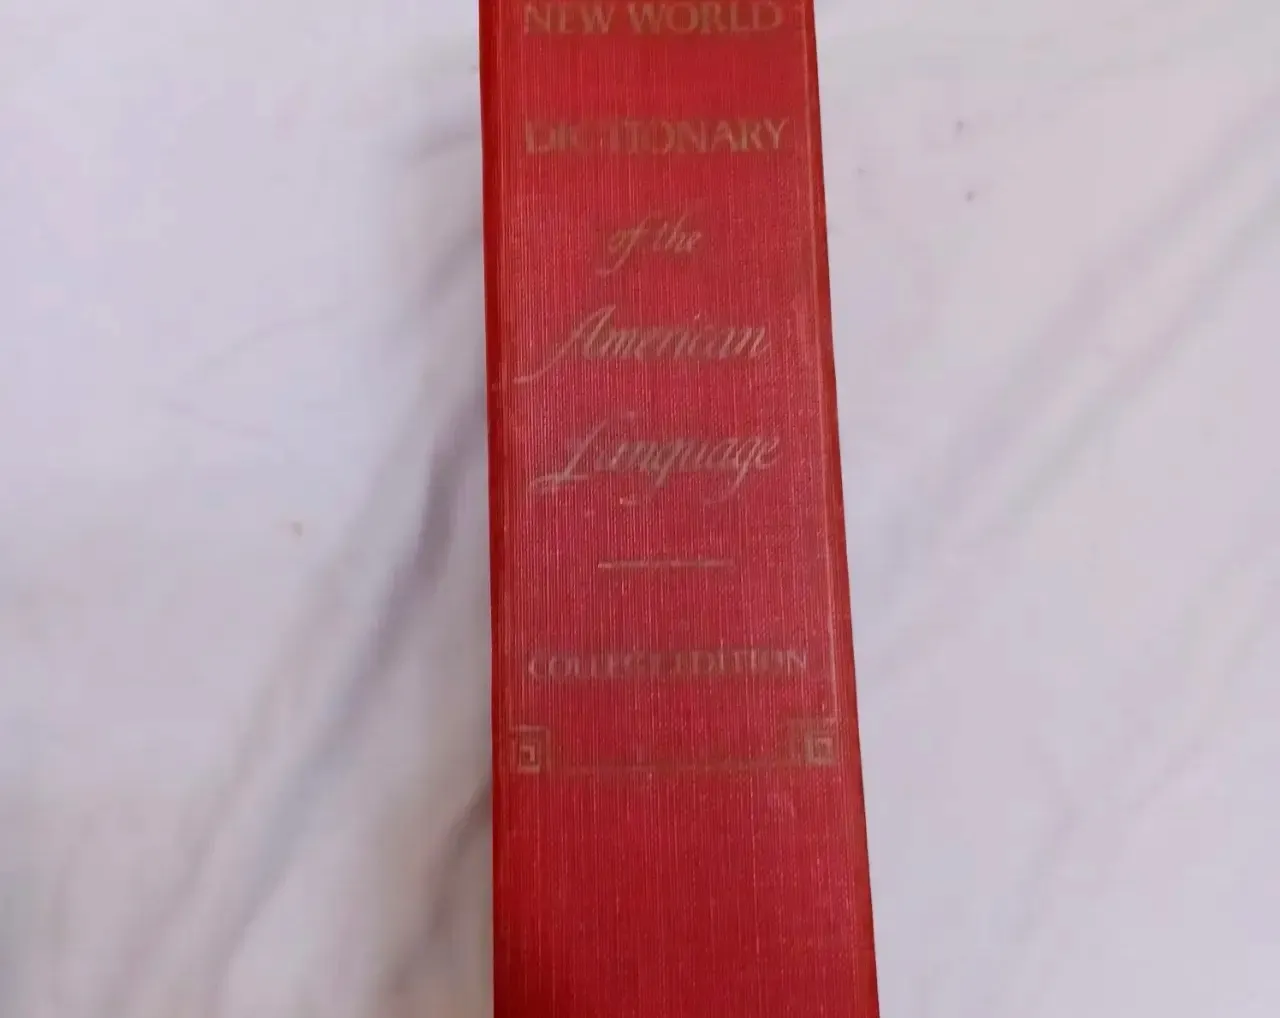 NEW WORLD
DICTIONARY
of the
American
Language
COLLEGE EDITION